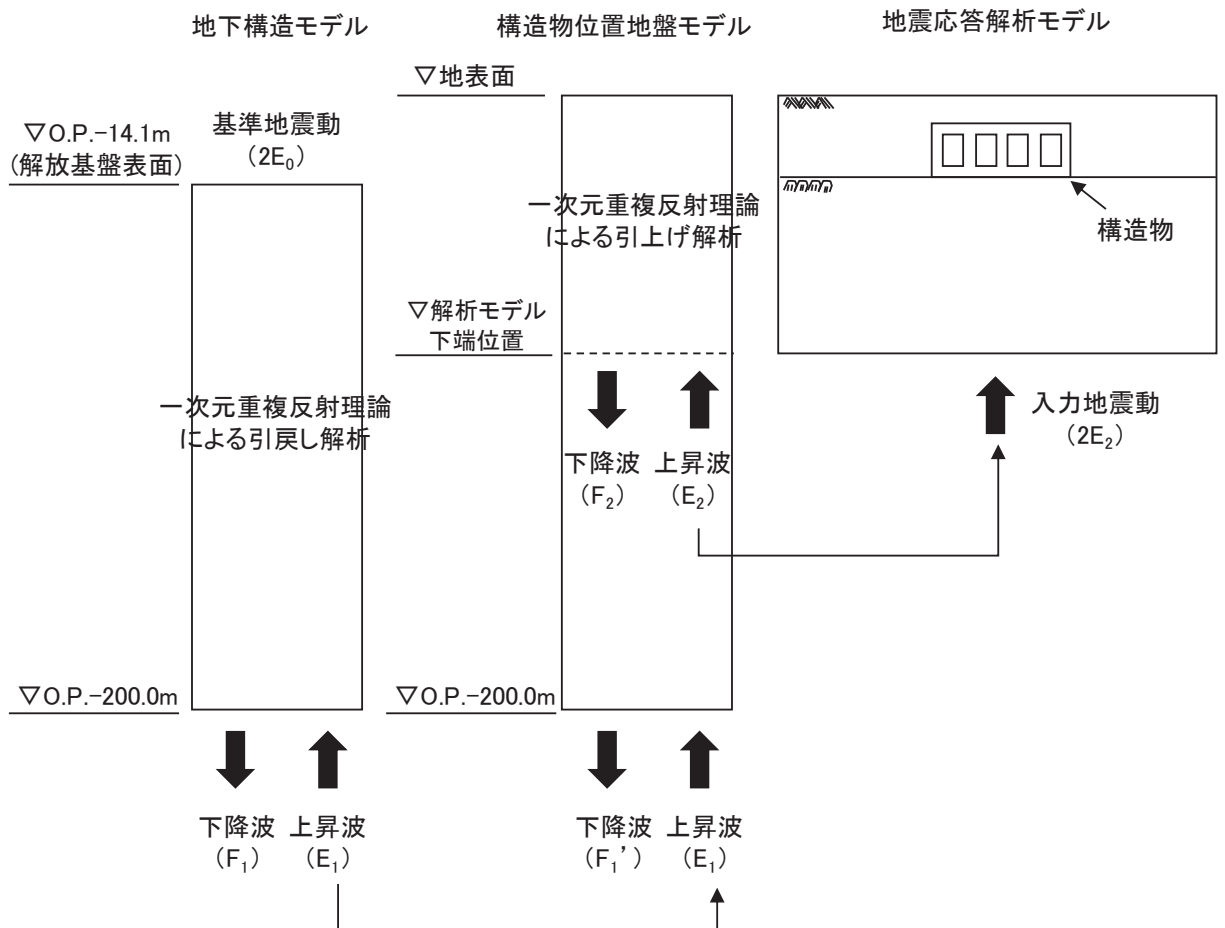 地下構造モデル
構造物位置地盤モデル
地震応答解析モデル
▽地表面
▽O.P.-14.1m
(解放基盤表面)
基準地震動
(2E₀)
一次元重複反射理論
による引上げ解析
構造物
▽解析モデル
下端位置
一次元重複反射理論
による引戻し解析
下降波
(F₂)
上昇波
(E₂)
入力地震動
(2E₂)
▽O.P.-200.0m
▽O.P.-200.0m
下降波
(F₁)
上昇波
(E₁)
下降波
(F₁’)
上昇波
(E₁)